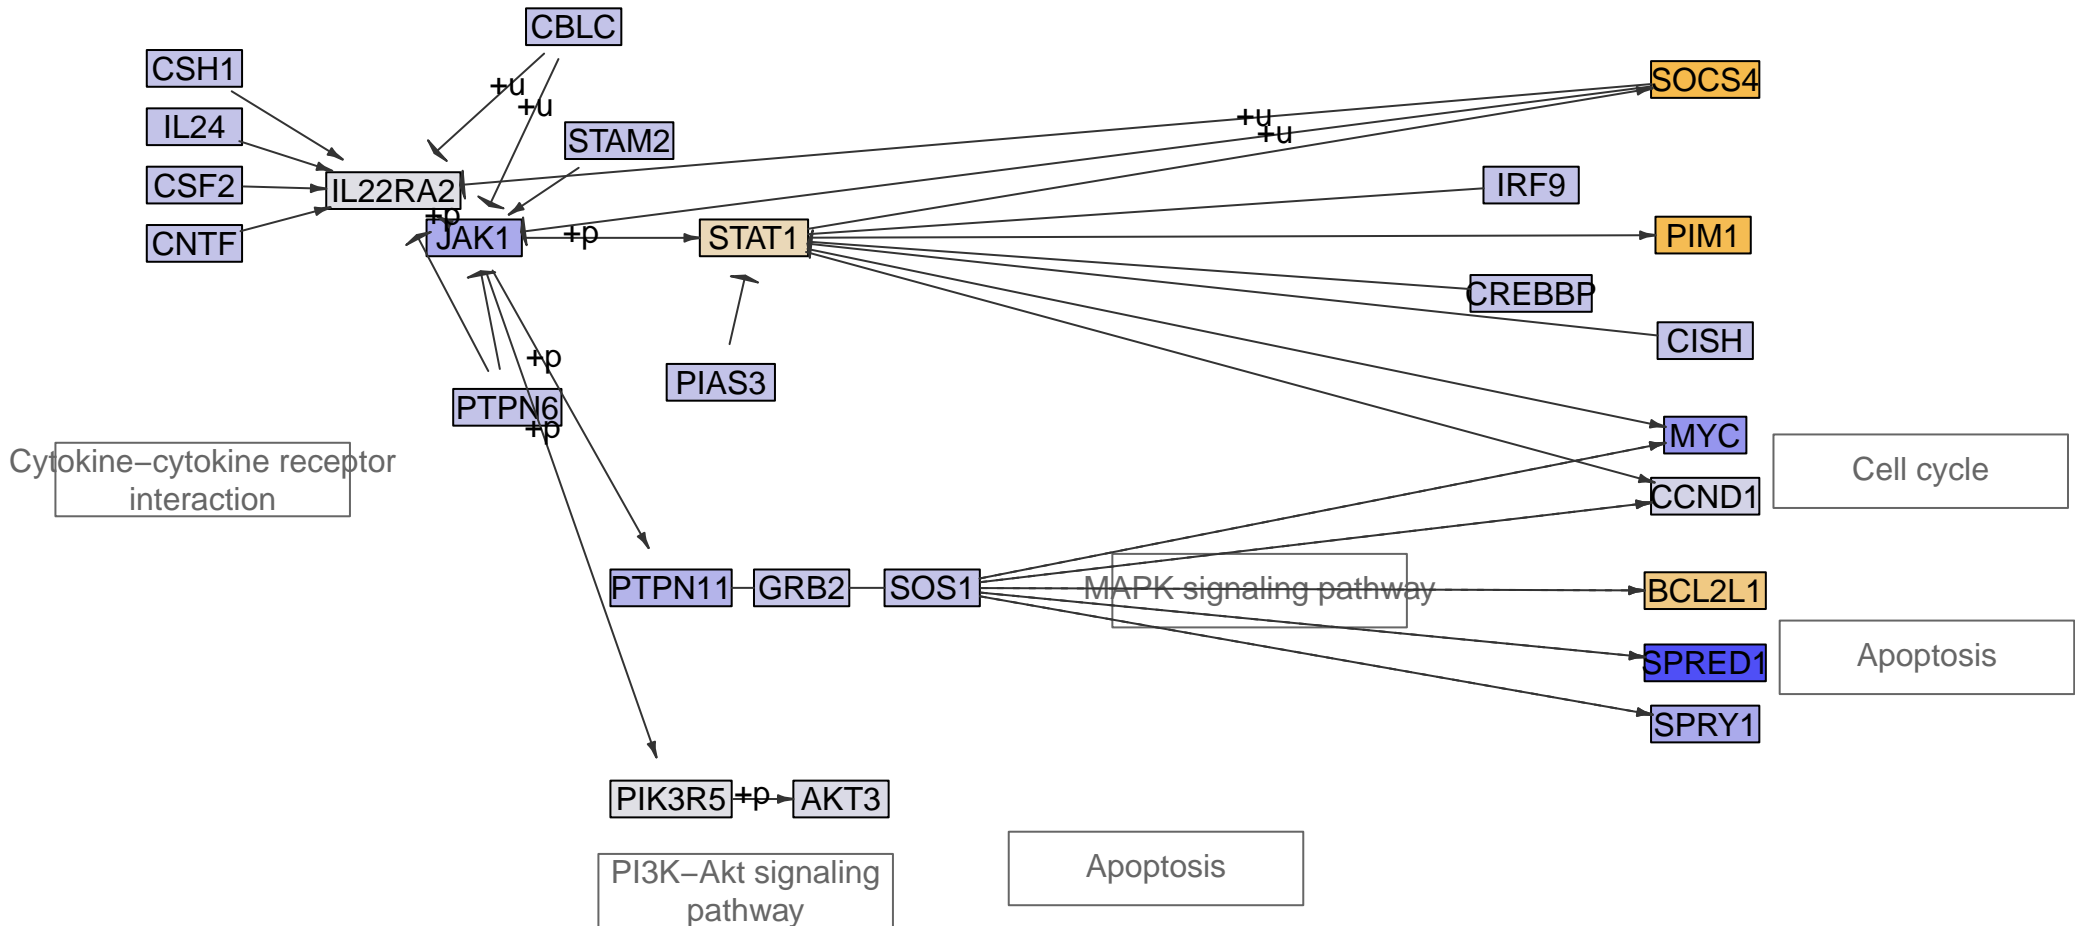 CBLC
CSH1
SOCS4
+u
+u
+u
IL24
+u
STAM2
CSF2
IL22RA2
IRF9
+p
CNTF
JAK1
+p
STAT1
PIM1
CREBBP
CISH
+p
PIAS3
PTPN6
+p
MYC
Cytokine−cytokine receptor
interaction
Cell cycle
CCND1
PTPN11
GRB2
SOS1
MAPK signaling pathway
BCL2L1
SPRED1
Apoptosis
SPRY1
PIK3R5
+p
AKT3
Apoptosis
PI3K−Akt signaling
pathway